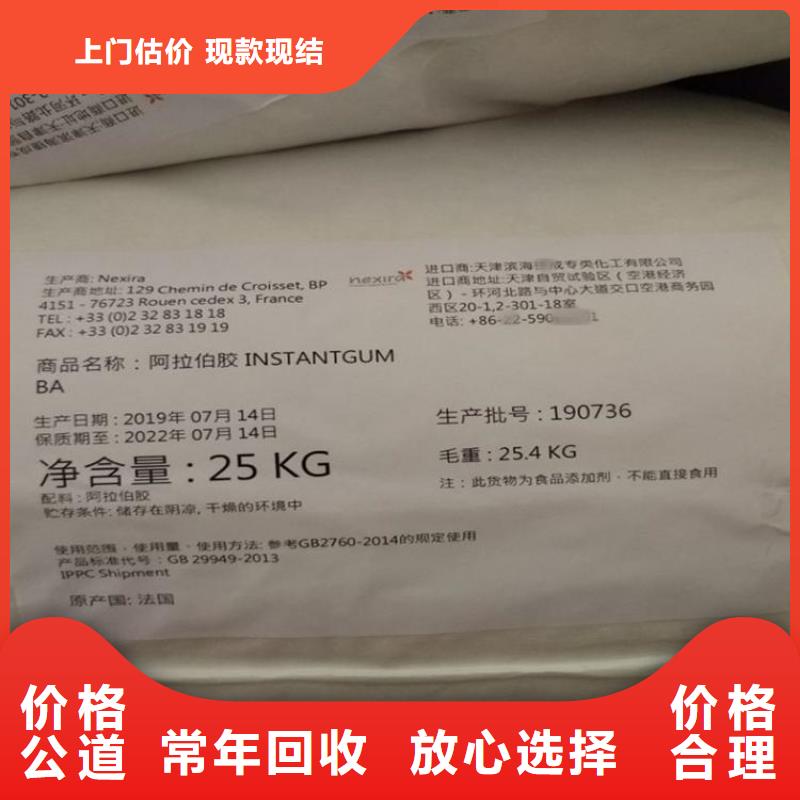 上门估价 现款现结
生产商: Nexira
生产商地址: 129 Chemin de Croisset, BP
4151 - 76723 Rouen cedex 3, France
TEL : +33 (0)2 32 83 18 18
FAX : +33 (0)2 32 83 19 19
nexira
进口商:天津滨海 成专类化工有限公司
进口商地址:天津自贸试验区（空港经济
区）- 环河北路与中心大道交口空港商务园
西区20-1,2-301-18室
电话: +86- 2-590 1
商品名称：阿拉伯胶 INSTANTGUM
BA
生产日期 : 2019年 07月 14日
保质期至 : 2022年 07月 14日
生产批号 : 190736
净含量 : 25 KG
毛重 : 25.4 KG
配料 : 阿拉伯胶
注：此货物为食品添加剂，不能直接食用
贮存条件: 储存在阴凉, 干燥的环境中
使用范围、使用量、使用方法: 参考GB2760-2014的规定使用
产品标准代号 : GB 29949-2013
IPPC Shipment
原产国: 法国
价格
公道
常年回收 放心选择
价格
合理